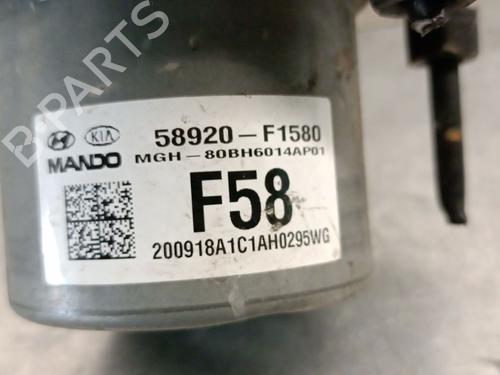 B-PARTS
KIA
MANDO
58920-F1580
MGH-80BH6014AP01
F58
200918A1C1AH0295WG